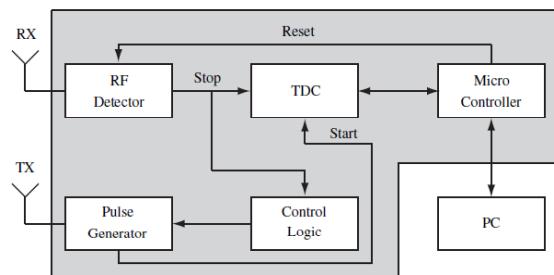 Reset
RX
RF
Detector
Stop
TDC
Micro
Controller
Start
TX
Pulse
Generator
Control
Logic
PC